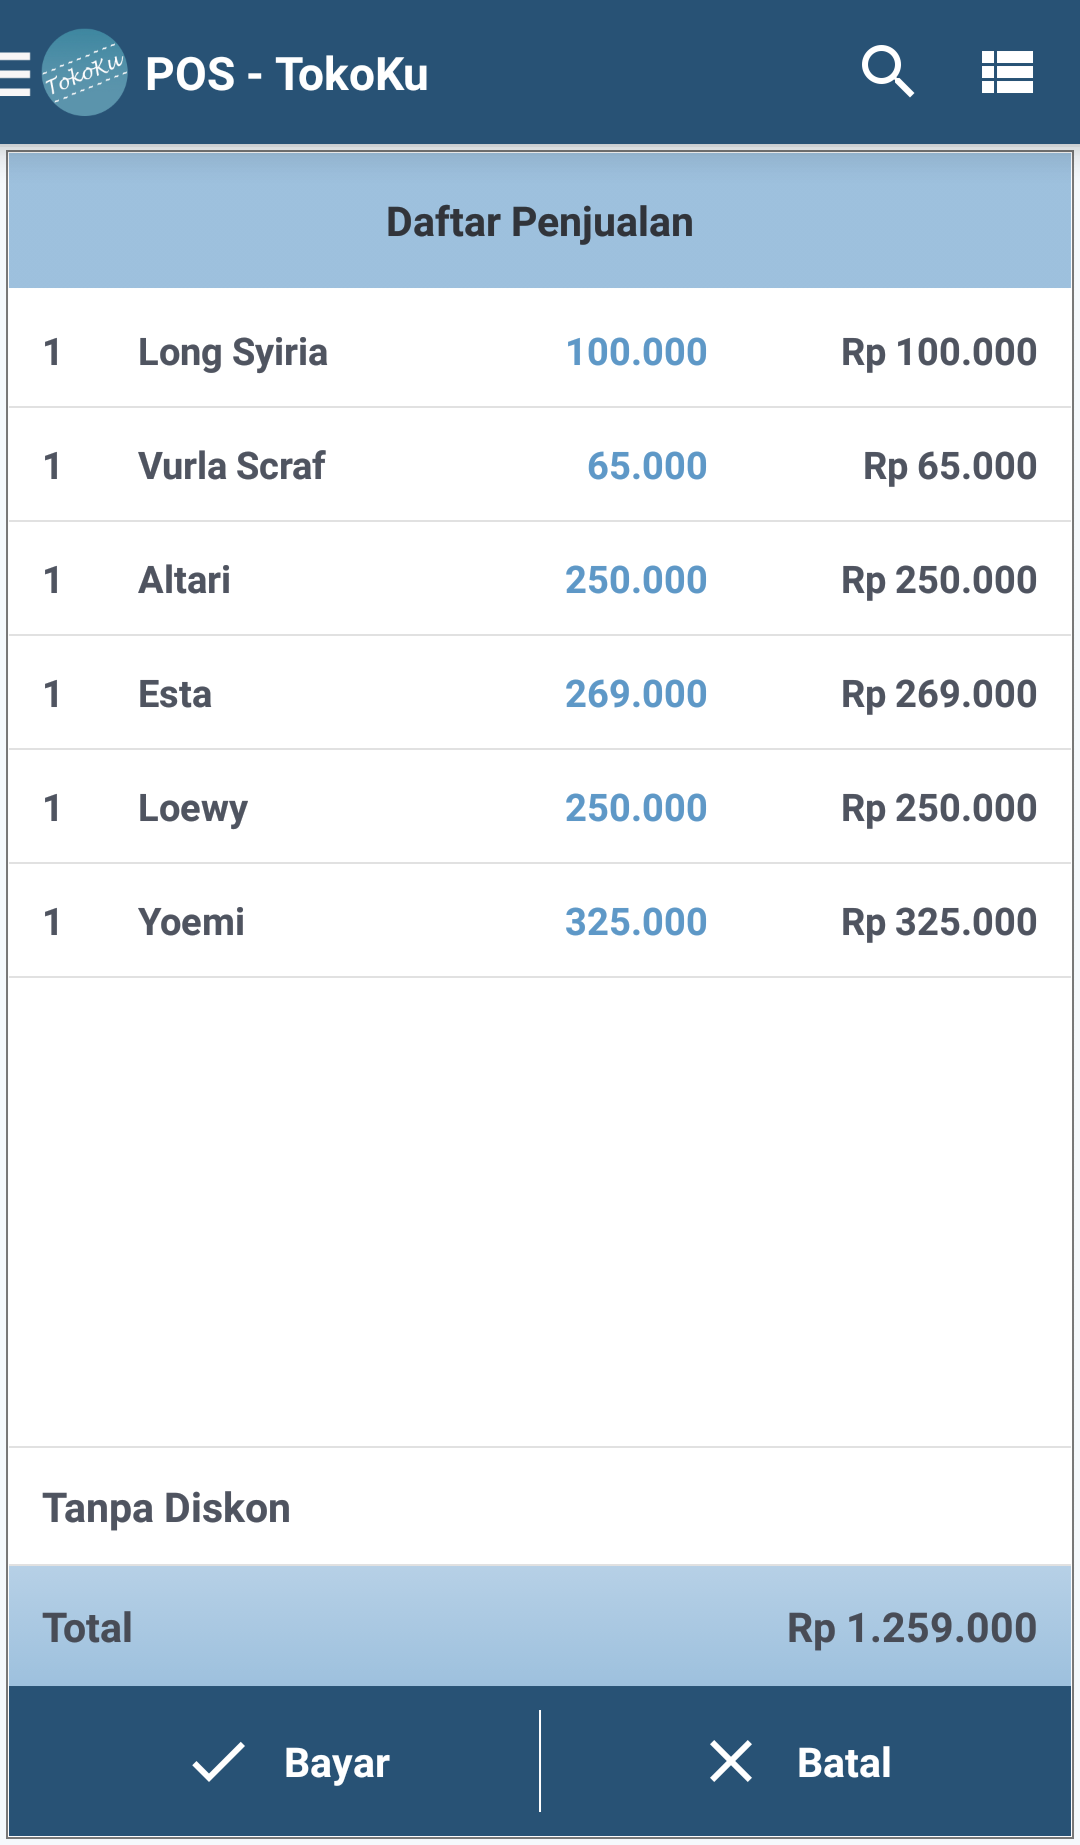 TokoKu POS - TokoKu
Daftar Penjualan
1 Long Syiria 100.000 Rp 100.000
1 Vurla Scraf 65.000 Rp 65.000
1 Altari 250.000 Rp 250.000
1 Esta 269.000 Rp 269.000
1 Loewy 250.000 Rp 250.000
1 Yoemi 325.000 Rp 325.000
Tanpa Diskon
Total Rp 1.259.000
Bayar Batal